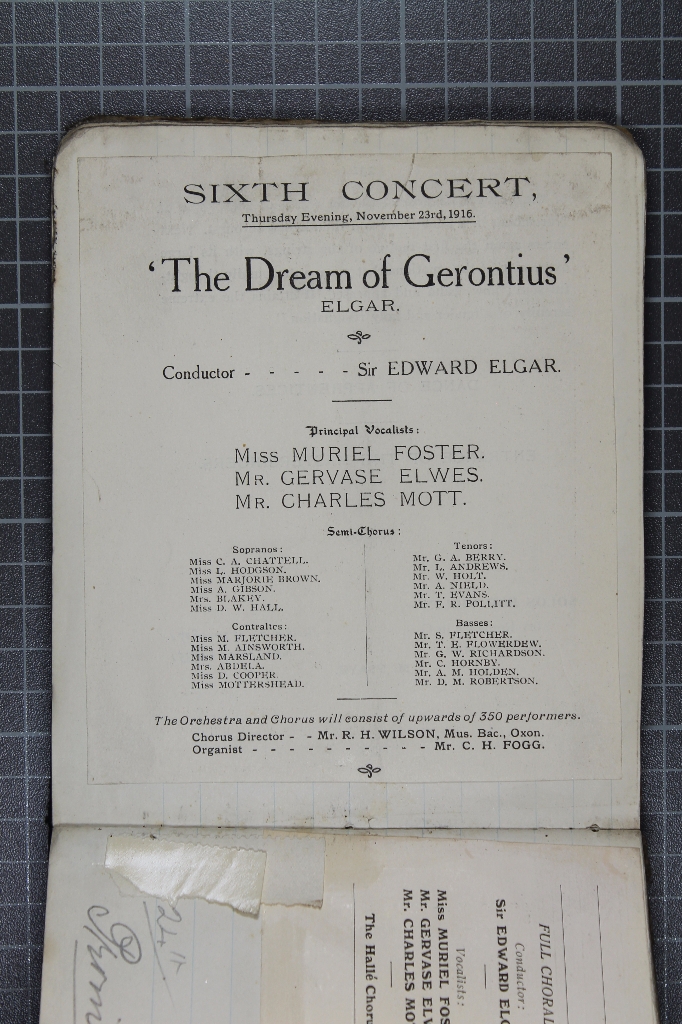 SIXTH CONCERT,
Thursday Evening, November 23rd, 1916.
'The Dream of Gerontius'
ELGAR.
Conductor - - - - - Sir EDWARD ELGAR.
Principal Vocalists:
Miss MURIEL FOSTER.
Mr. GERVASE ELWES.
Mr. CHARLES MOTT.
Semi-Chorus:
Sopranos:
Miss C. A. CHATTELL.
Miss L. HODGSON.
Miss MARJORIE BROWN.
Miss A. GIBSON.
Mrs. BLAKEY.
Miss D. W. HALL.
Contraltos:
Miss M. FLETCHER.
Miss M. AINSWORTH.
Miss MARSLAND.
Mrs. ABDELA.
Miss D. COOPER.
Miss MOTTERSHEAD.
Tenors:
Mr. G. A. BERRY.
Mr. L. ANDREWS.
Mr. W. HOLT.
Mr. A. NIELD.
Mr. T. EVANS.
Mr. F. R. POLLITT.
Basses:
Mr. S. FLETCHER.
Mr. T. E. FLOWERDEW.
Mr. G. W. RICHARDSON.
Mr. C. HORNBY.
Mr. A. M. HOLDEN.
Mr. D. M. ROBERTSON.
The Orchestra and Chorus will consist of upwards of 350 performers.
Chorus Director - - Mr. R. H. WILSON, Mus. Bac., Oxon.
Organist - - - - - - - - - - Mr. C. H. FOGG.
FULL CHORAL
Conductor:
Sir EDWARD ELG
Vocalists:
Miss MURIEL FOS
Mr. GERVASE ELW
Mr. CHARLES MO
The Hallé Choru